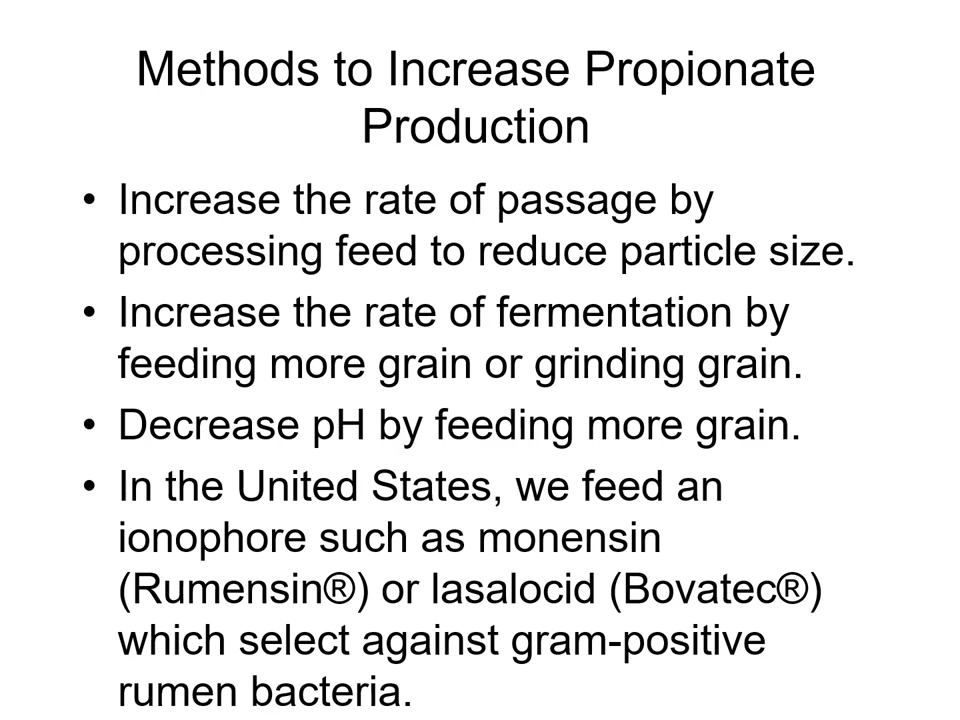 Methods to Increase Propionate
Production
• Increase the rate of passage by
processing feed to reduce particle size.
• Increase the rate of fermentation by
feeding more grain or grinding grain.
• Decrease pH by feeding more grain.
• In the United States, we feed an
ionophore such as monensin
(Rumensin®) or lasalocid (Bovatec®)
which select against gram-positive
rumen bacteria.